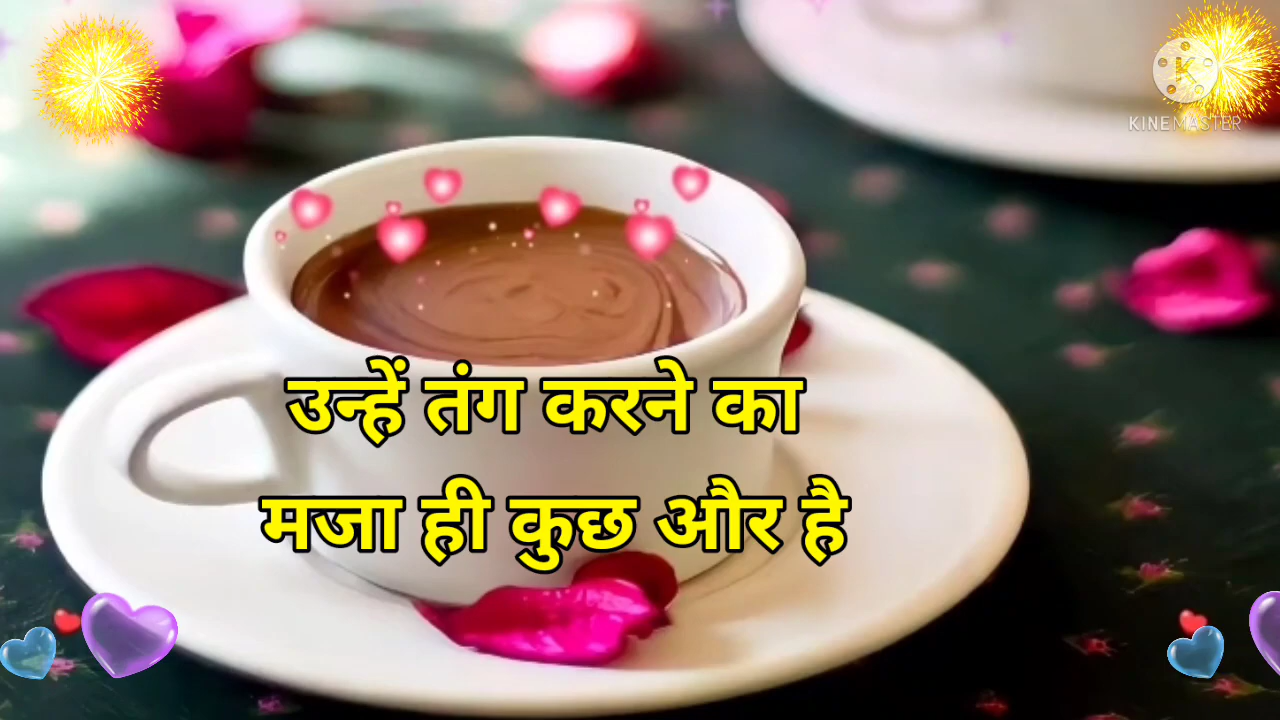 KINEMASTER
उन्हें तंग करने का
मजा ही कुछ और है